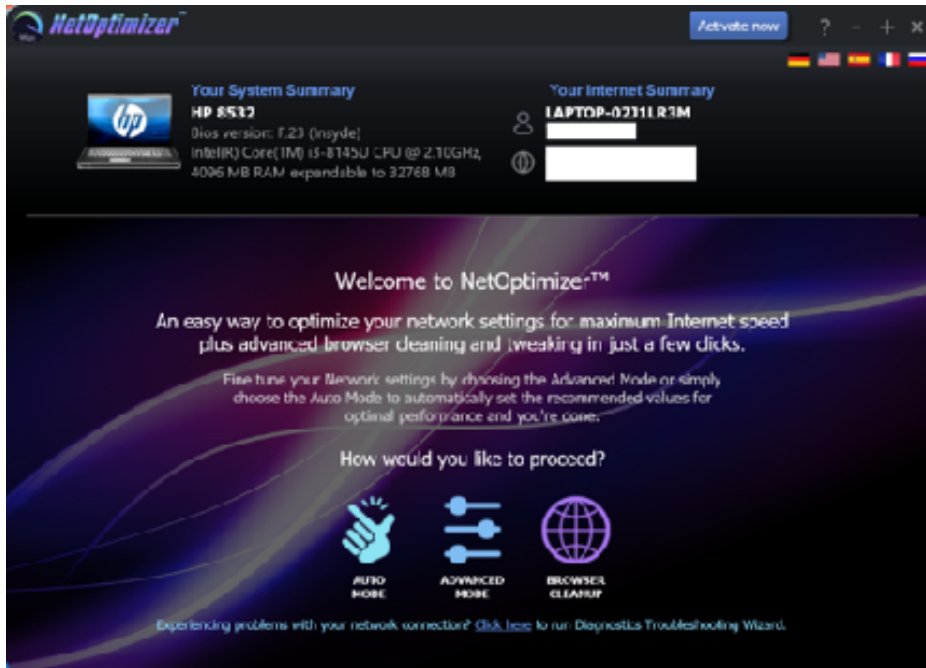 NetOptimizer™
Activate now
Your System Summary
HP 8532
Bios version: F.23 (Insyde)
Intel(R) Core(TM) i3-8145U CPU @ 2.10GHz,
4096 MB RAM expandable to 32768 MB
Your Internet Summary
Welcome to NetOptimizer™
An easy way to optimize your network settings for maximum Internet speed
plus advanced browser cleaning and tweaking in just a few clicks.
Fine tune your Network settings by choosing the Advanced Mode or simply
choose the Auto Mode to automatically set the recommended values for
optimal performance and you're done.
How would you like to proceed?
AUTO
MODE
ADVANCED
MODE
BROWSER
CLEANUP
Experiencing problems with your network connection? Click here to run Diagnostics Troubleshooting Wizard.